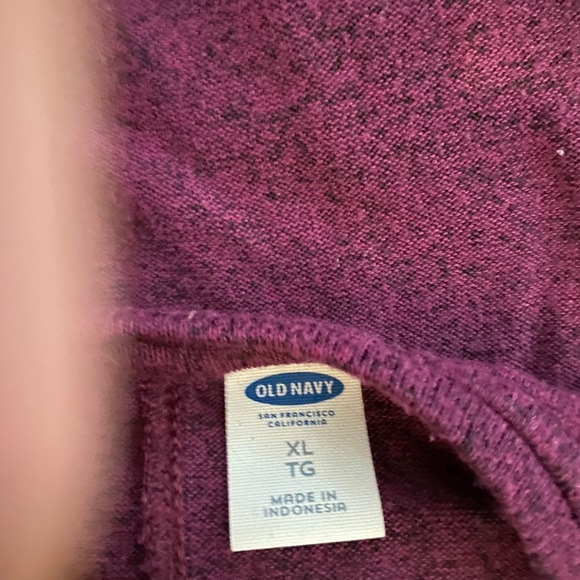 OLD NAVY
SAN FRANCISCO
CALIFORNIA
XL
TG
MADE IN
INDONESIA